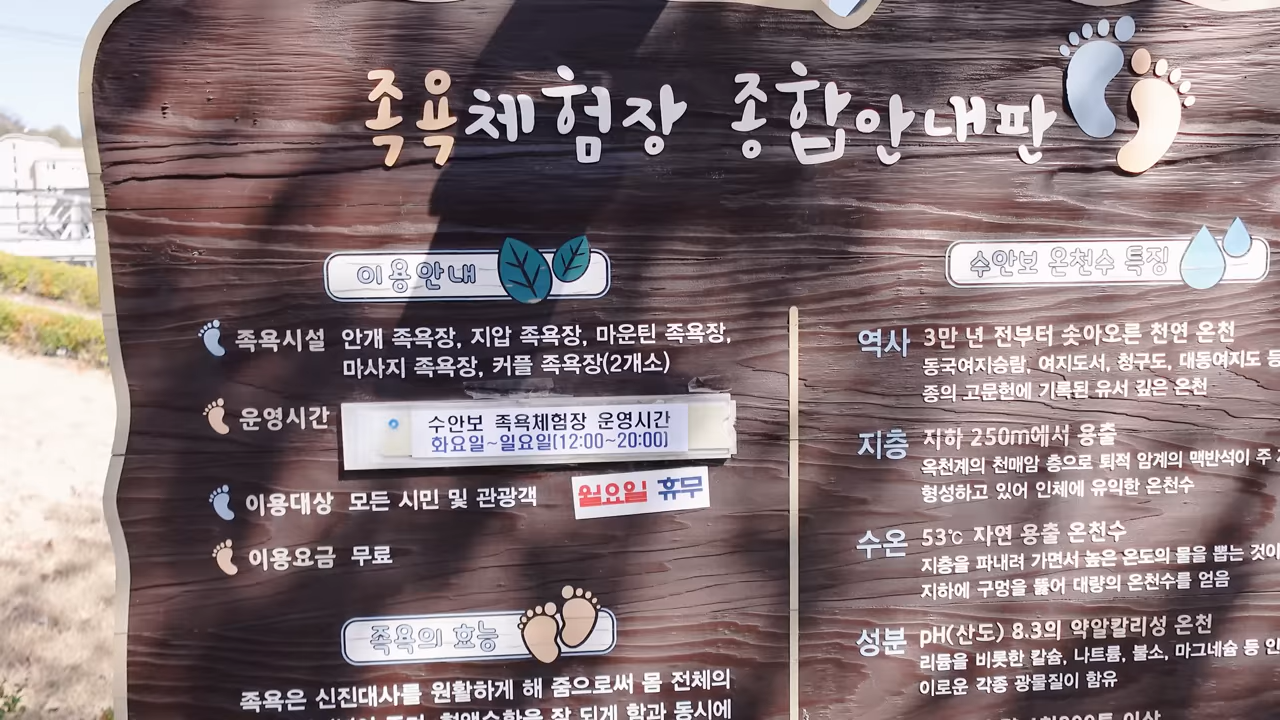 족욕체험장 종합안내판
이용안내
족욕시설 안개 족욕장, 지압 족욕장, 마운틴 족욕장,
마사지 족욕장, 커플 족욕장(2개소)
운영시간
수안보 족욕체험장 운영시간
화요일~일요일(12:00~20:00)
이용대상 모든 시민 및 관광객
월요일 휴무
이용요금 무료
족욕의 효능
족욕은 신진대사를 원활하게 해 줌으로써 몸 전체의
혈액순환을 잘 되게 함과 동시에
수안보 온천수 특징
역사 3만 년 전부터 솟아오른 천연 온천
동국여지승람, 여지도서, 청구도, 대동여지도 등
종의 고문헌에 기록된 유서 깊은 온천
지층 지하 250m에서 용출
옥천계의 천매암 층으로 퇴적 암계의 맥반석이 주
형성하고 있어 인체에 유익한 온천수
수온 53℃ 자연 용출 온천수
지층을 파내려 가면서 높은 온도의 물을 뽑는 것이
지하에 구멍을 뚫어 대량의 온천수를 얻음
성분 pH(산도) 8.3의 약알칼리성 온천
리듐을 비롯한 칼슘, 나트륨, 불소, 마그네슘 등 인
이로운 각종 광물질이 함유